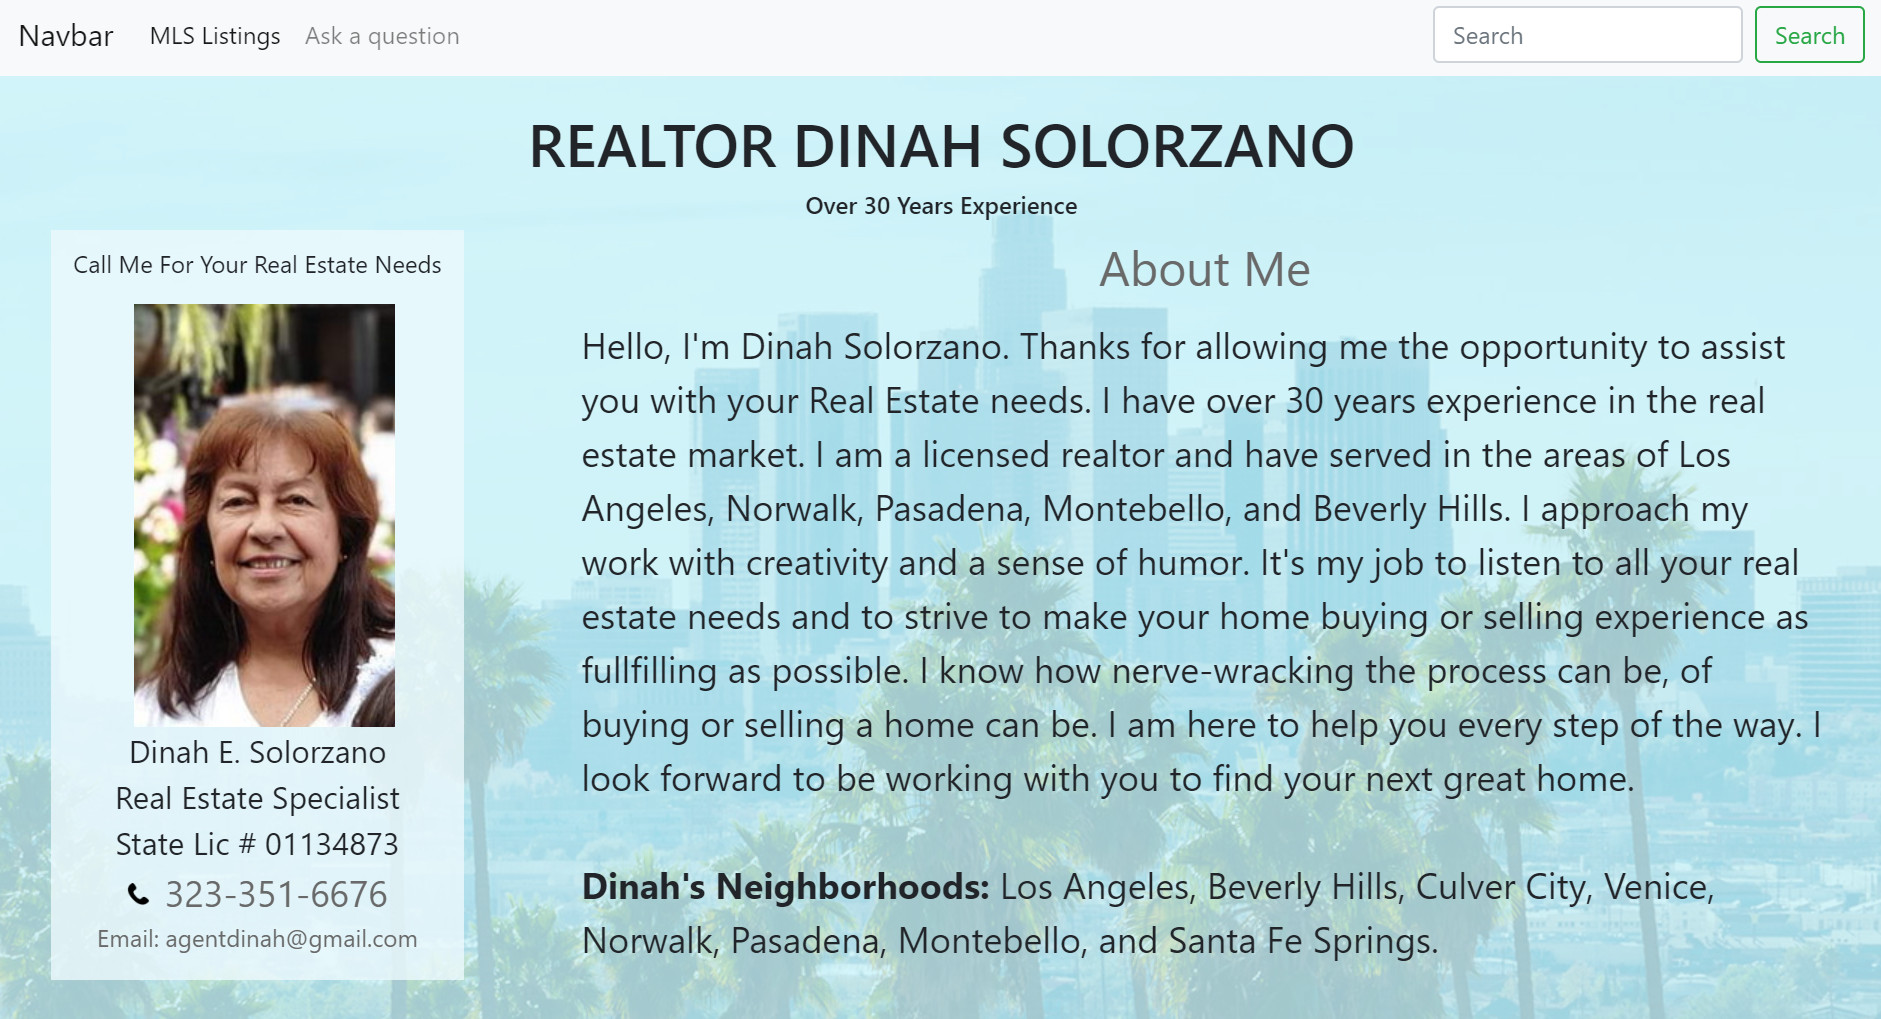 Navbar MLS Listings Ask a question Search Search
REALTOR DINAH SOLORZANO
Over 30 Years Experience
Call Me For Your Real Estate Needs
Dinah E. Solorzano
Real Estate Specialist
State Lic # 01134873
323-351-6676
Email: agentdinah@gmail.com
About Me
Hello, I'm Dinah Solorzano. Thanks for allowing me the opportunity to assist
you with your Real Estate needs. I have over 30 years experience in the real
estate market. I am a licensed realtor and have served in the areas of Los
Angeles, Norwalk, Pasadena, Montebello, and Beverly Hills. I approach my
work with creativity and a sense of humor. It's my job to listen to all your real
estate needs and to strive to make your home buying or selling experience as
fullfilling as possible. I know how nerve-wracking the process can be, of
buying or selling a home can be. I am here to help you every step of the way. I
look forward to be working with you to find your next great home.
Dinah's Neighborhoods: Los Angeles, Beverly Hills, Culver City, Venice,
Norwalk, Pasadena, Montebello, and Santa Fe Springs.